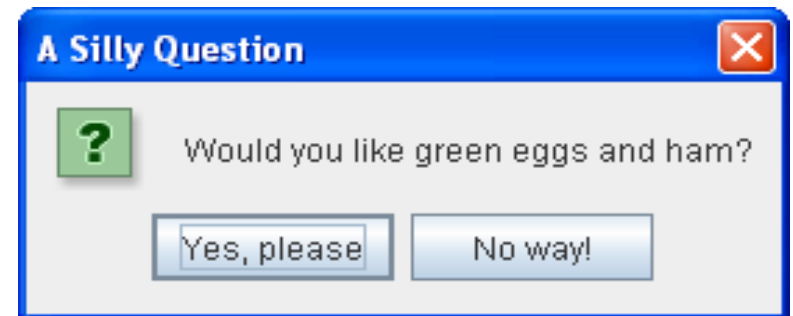 A Silly Question
?
Would you like green eggs and ham?
Yes, please
No way!